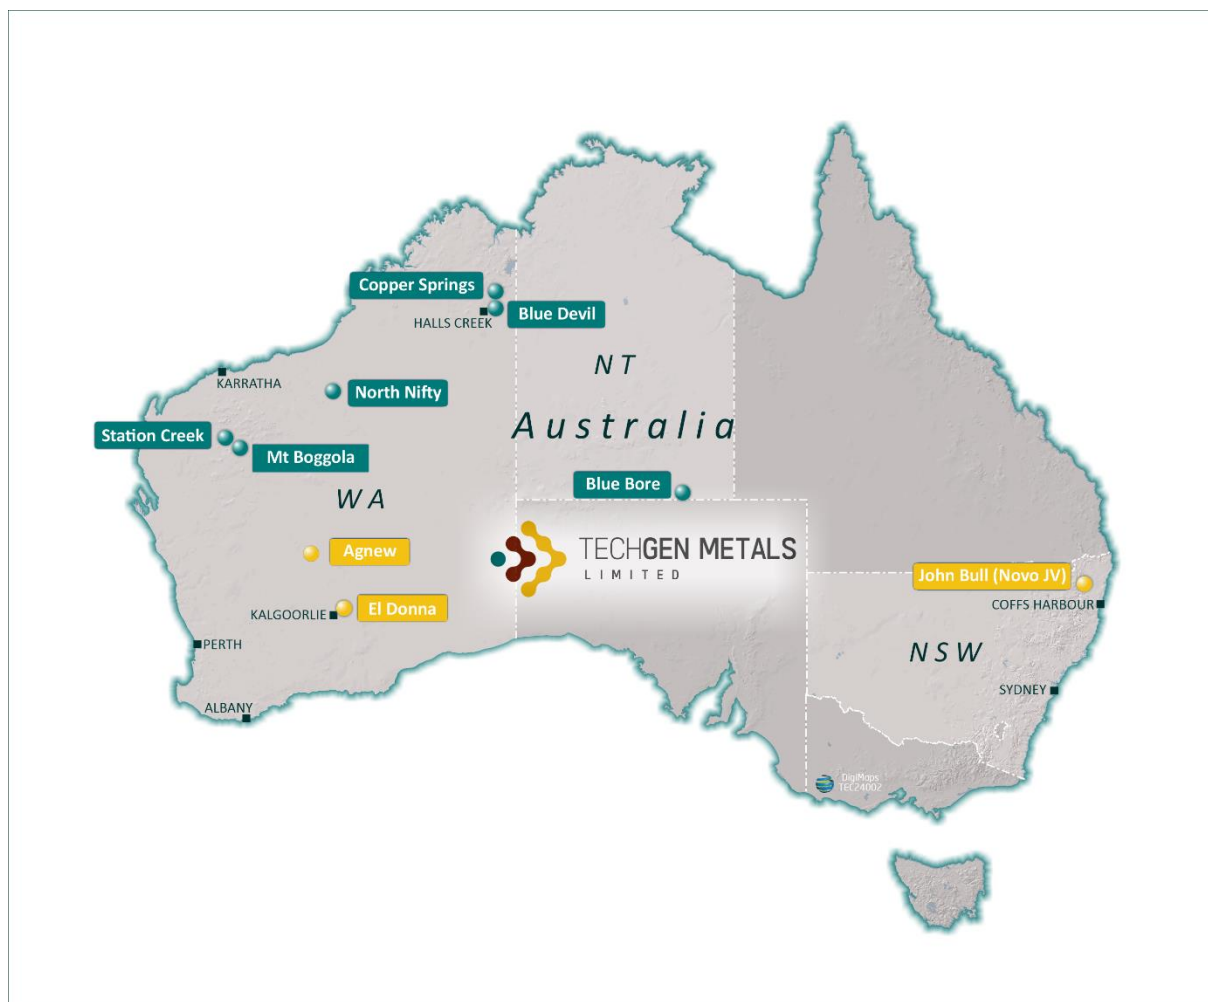 Copper Springs
HALLS CREEK
Blue Devil
NT
KARRATHA
North Nifty
Australia
Station Creek
Mt Boggola
WA
Blue Bore
TECHGEN METALS
LIMITED
Agnew
John Bull (Novo JV)
COFFS HARBOUR
KALGOORLIE
El Donna
PERTH
NSW
SYDNEY
ALBANY
DigiMaps
TEC24002